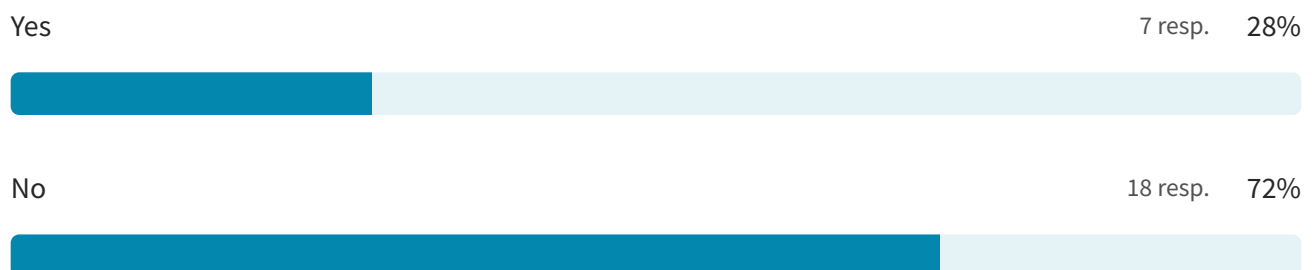 Yes 7 resp. 28%
No 18 resp. 72%